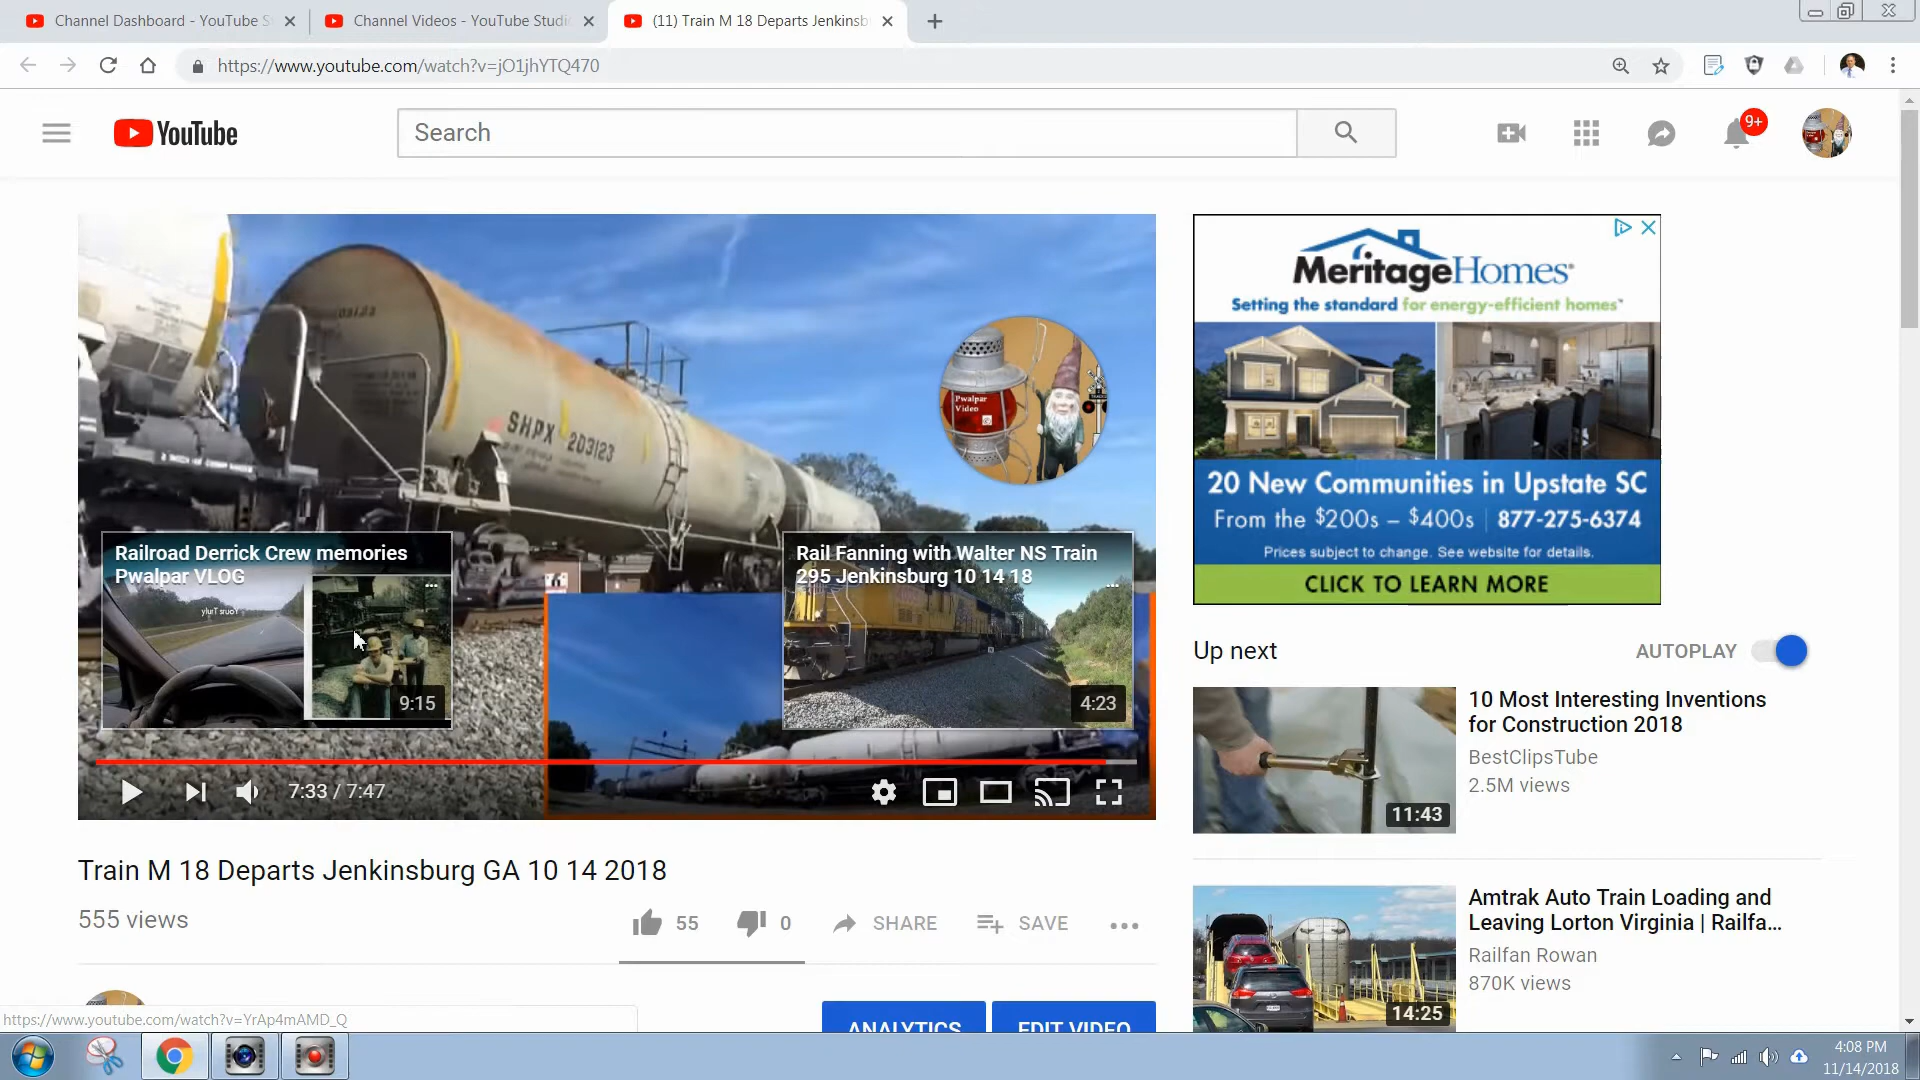 Channel Dashboard - YouTube S
Channel Videos - YouTube Studi
(11) Train M 18 Departs Jenkinsb
https://www.youtube.com/watch?v=jO1jhYTQ470
YouTube
Search
9+
SHPX 203123
Pwalpar
Video
Railroad Derrick Crew memories
Pwalpar VLOG
Yours Truly
9:15
Rail Fanning with Walter NS Train
295 Jenkinsburg 10 14 18
4:23
7:33 / 7:47
MeritageHomes®
Setting the standard for energy-efficient homes™
20 New Communities in Upstate SC
From the $200s – $400s | 877-275-6374
Prices subject to change. See website for details.
CLICK TO LEARN MORE
Up next
AUTOPLAY
10 Most Interesting Inventions
for Construction 2018
BestClipsTube
2.5M views
11:43
Amtrak Auto Train Loading and
Leaving Lorton Virginia | Railfa...
Railfan Rowan
870K views
14:25
Train M 18 Departs Jenkinsburg GA 10 14 2018
555 views
55
0
SHARE
SAVE
ANALYTICS
EDIT VIDEO
https://www.youtube.com/watch?v=YrAp4mAMD_Q
4:08 PM
11/14/2018